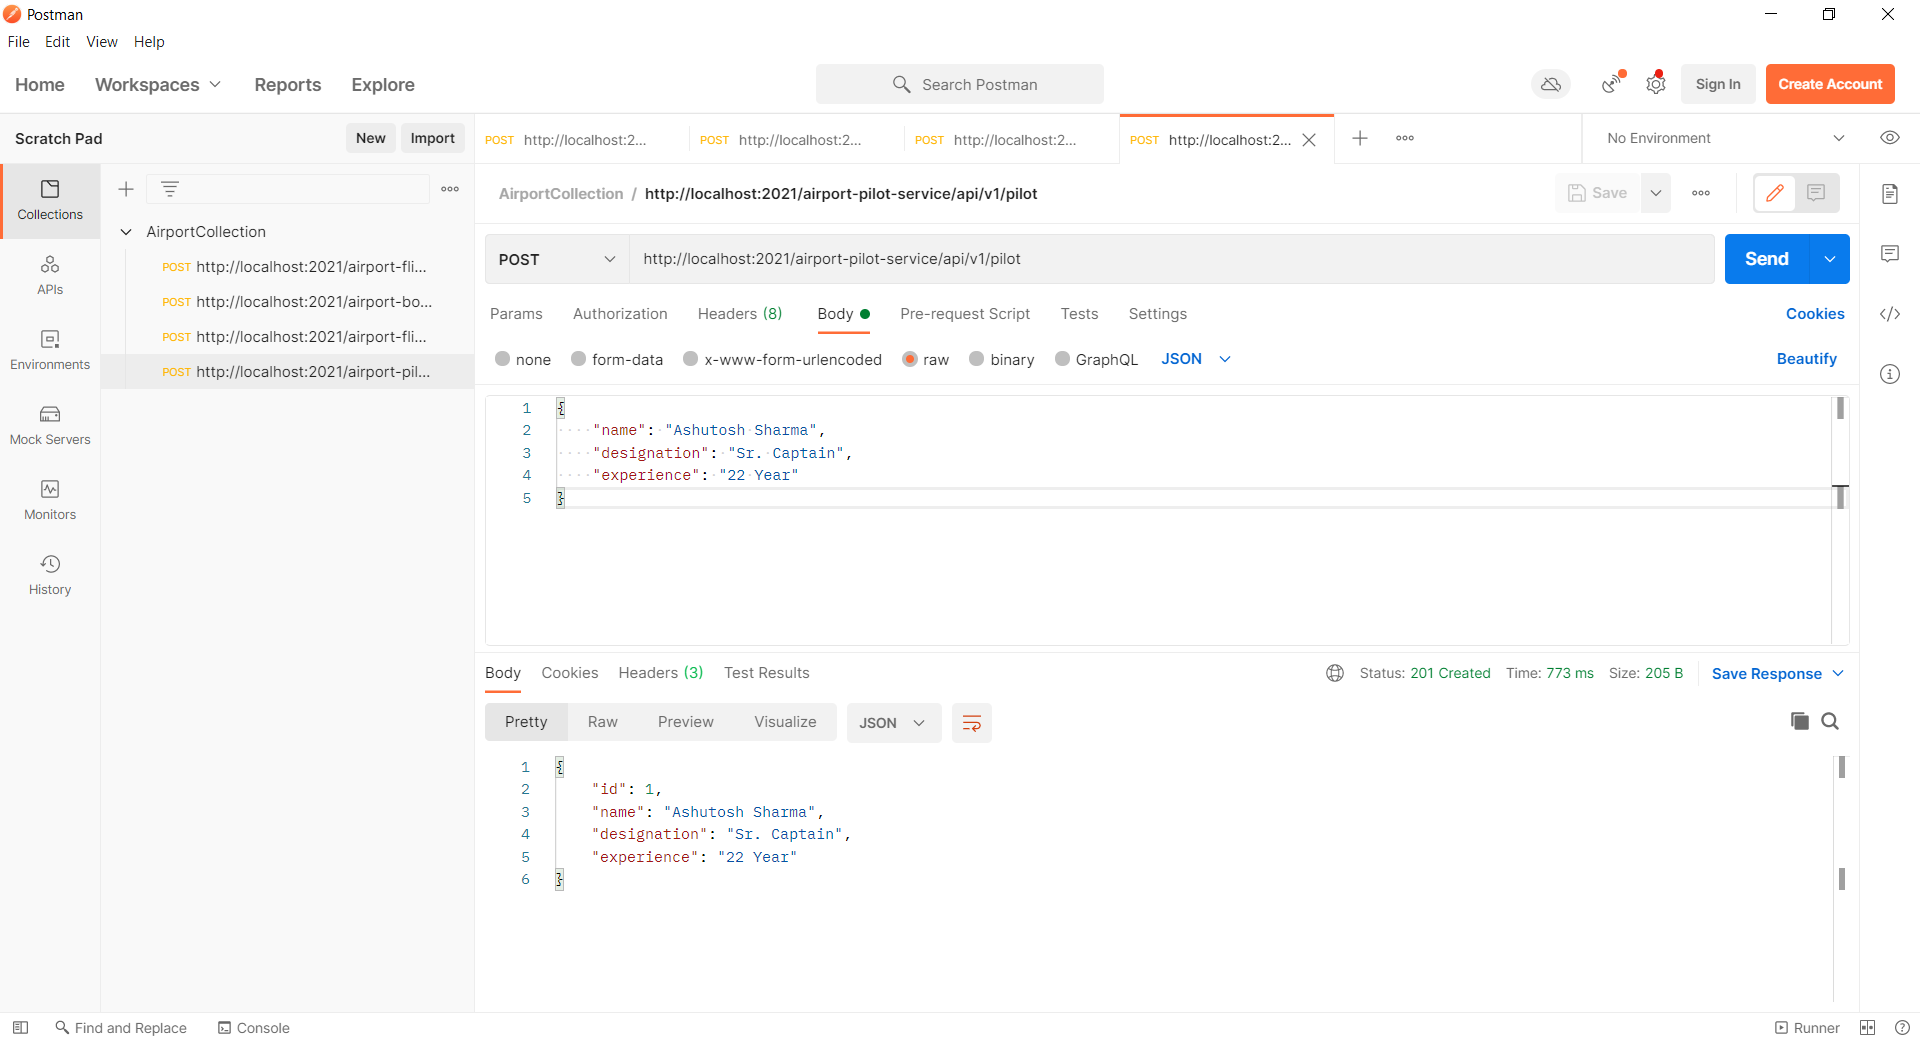 Postman
File Edit View Help
Home Workspaces Reports Explore
Search Postman
Sign In
Create Account
Scratch Pad
New
Import
POST http://localhost:2...
POST http://localhost:2...
POST http://localhost:2...
POST http://localhost:2...
No Environment
Collections
APIs
Environments
Mock Servers
Monitors
History
AirportCollection
POST http://localhost:2021/airport-fli...
POST http://localhost:2021/airport-bo...
POST http://localhost:2021/airport-fli...
POST http://localhost:2021/airport-pil...
AirportCollection / http://localhost:2021/airport-pilot-service/api/v1/pilot
Save
POST http://localhost:2021/airport-pilot-service/api/v1/pilot
Send
Params Authorization Headers (8) Body Pre-request Script Tests Settings
Cookies
none form-data x-www-form-urlencoded raw binary GraphQL JSON
Beautify
1 {
2 "name": "Ashutosh Sharma",
3 "designation": "Sr. Captain",
4 "experience": "22 Year"
5 }
Body Cookies Headers (3) Test Results
Status: 201 Created Time: 773 ms Size: 205 B Save Response
Pretty Raw Preview Visualize JSON
1 {
2 "id": 1,
3 "name": "Ashutosh Sharma",
4 "designation": "Sr. Captain",
5 "experience": "22 Year"
6 }
Find and Replace Console
Runner